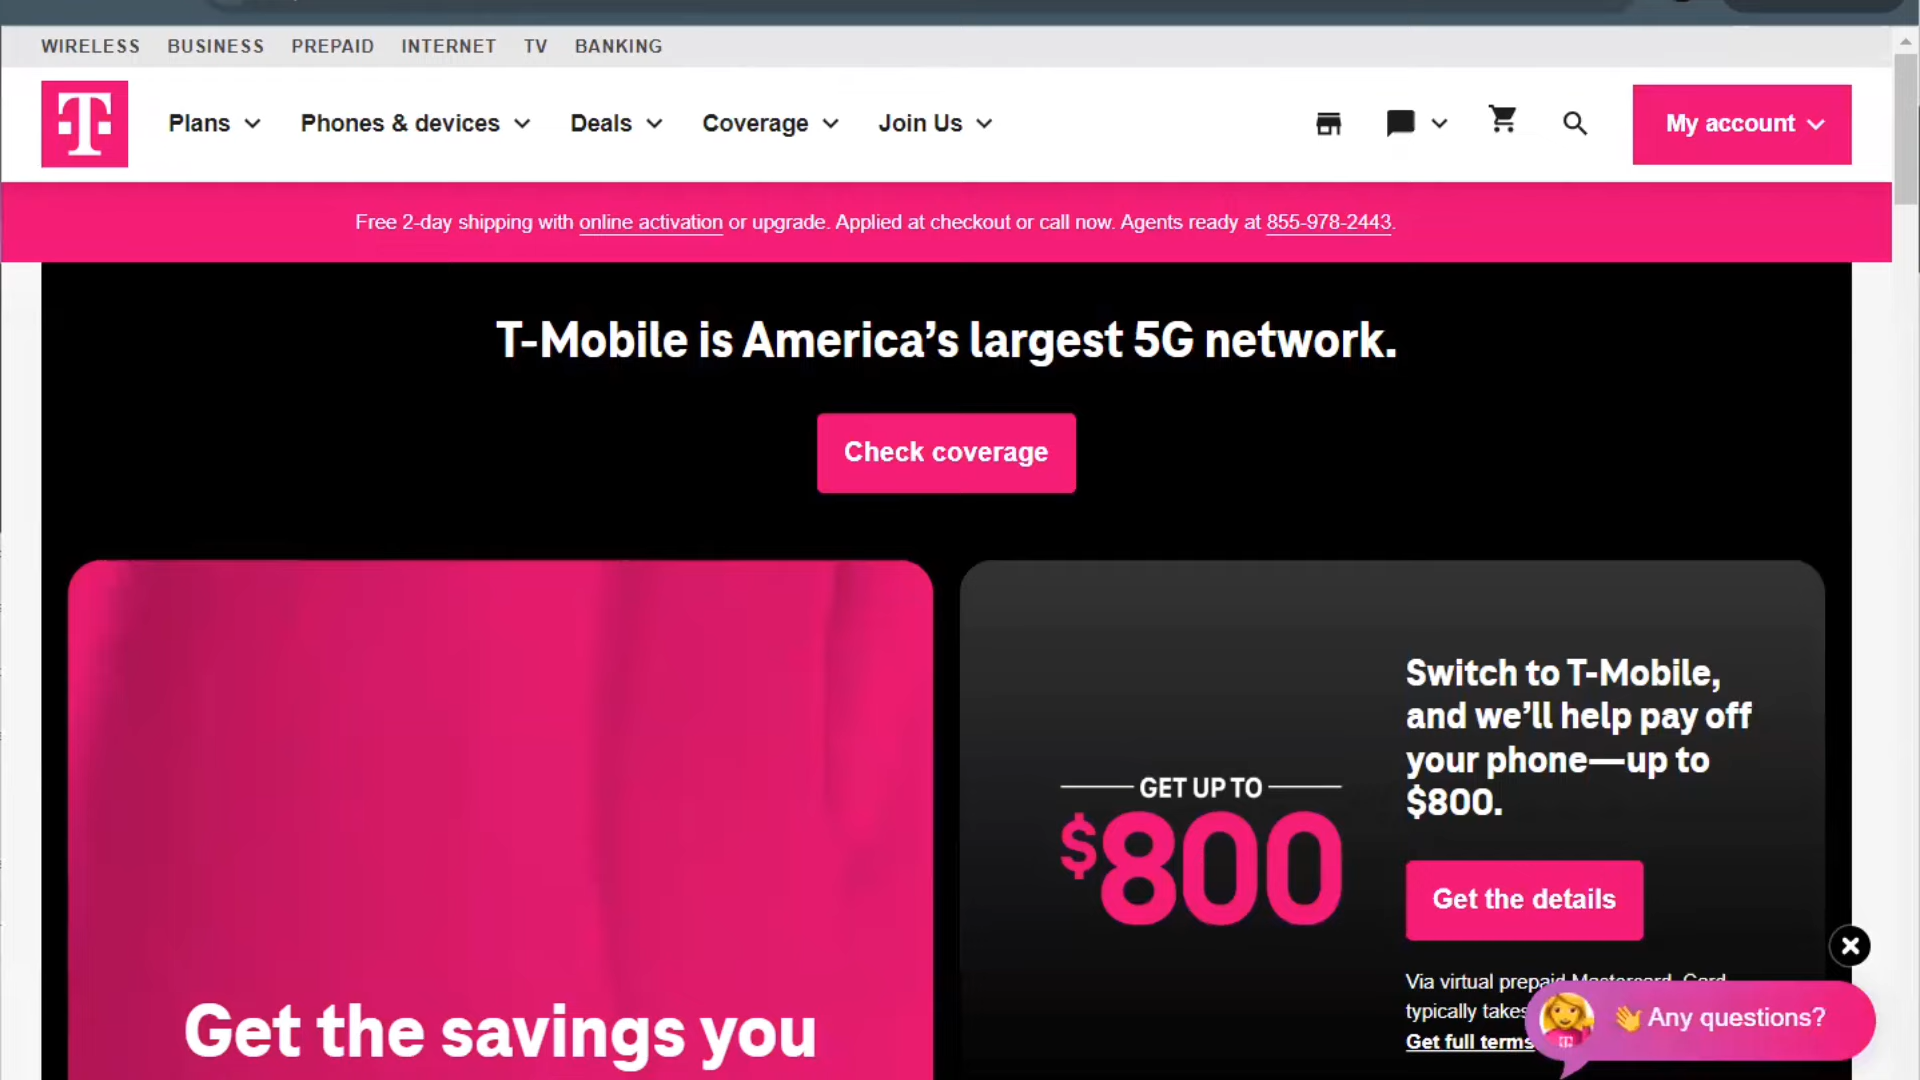 WIRELESS BUSINESS PREPAID INTERNET TV BANKING
T Plans Phones & devices Deals Coverage Join Us My account
Free 2-day shipping with online activation or upgrade. Applied at checkout or call now. Agents ready at 855-978-2443.
T-Mobile is America’s largest 5G network.
Check coverage
Get the savings you
GET UP TO
$800
Switch to T-Mobile,
and we’ll help pay off
your phone—up to
$800.
Get the details
Via virtual prepaid Mastercard. Card
typically takes
Get full terms
👋 Any questions?